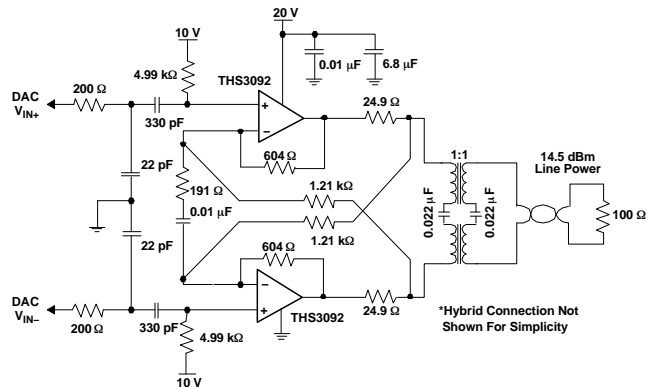 20 V
10 V
0.01 µF
6.8 µF
4.99 kΩ
THS3092
DAC
VIN+
200 Ω
24.9 Ω
330 pF
1:1
14.5 dBm
Line Power
604 Ω
22 pF
191 Ω
1.21 kΩ
0.01 µF
0.022 µF
0.022 µF
100 Ω
1.21 kΩ
22 pF
604 Ω
DAC
VIN−
24.9 Ω
*Hybrid Connection Not
Shown For Simplicity
200 Ω
330 pF
THS3092
4.99 kΩ
10 V